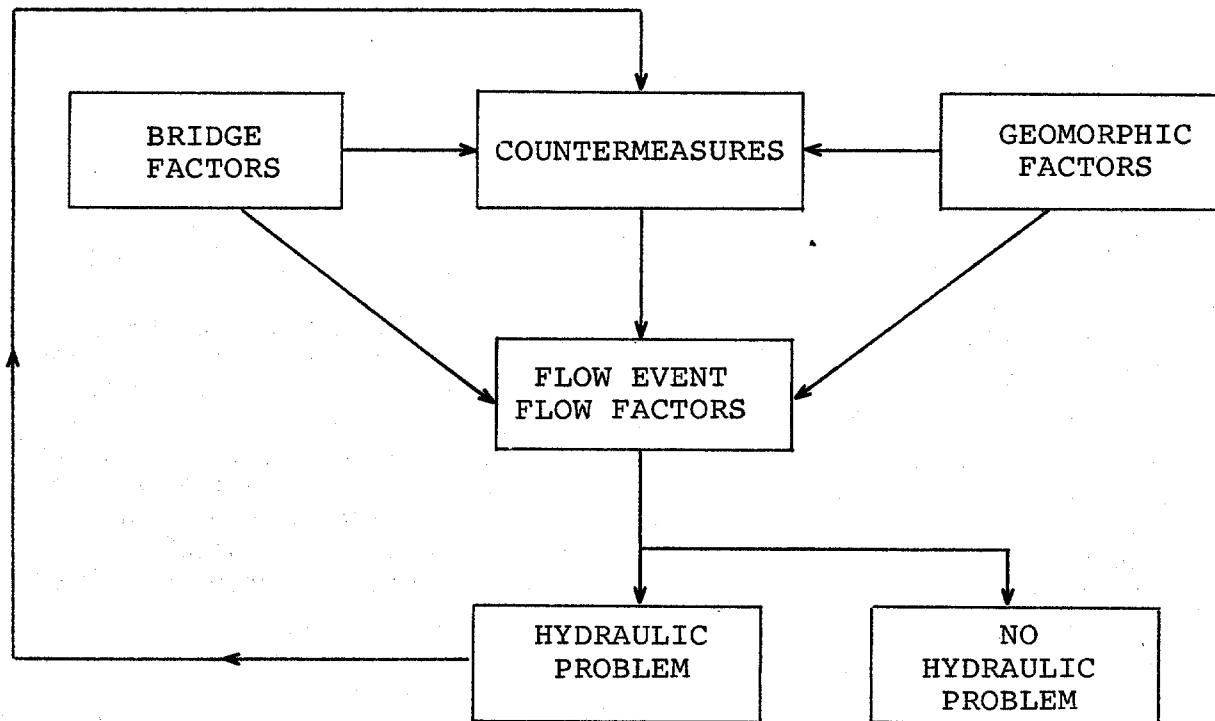 BRIDGE
FACTORS
COUNTERMEASURES
GEOMORPHIC
FACTORS
FLOW EVENT
FLOW FACTORS
HYDRAULIC
PROBLEM
NO
HYDRAULIC
PROBLEM